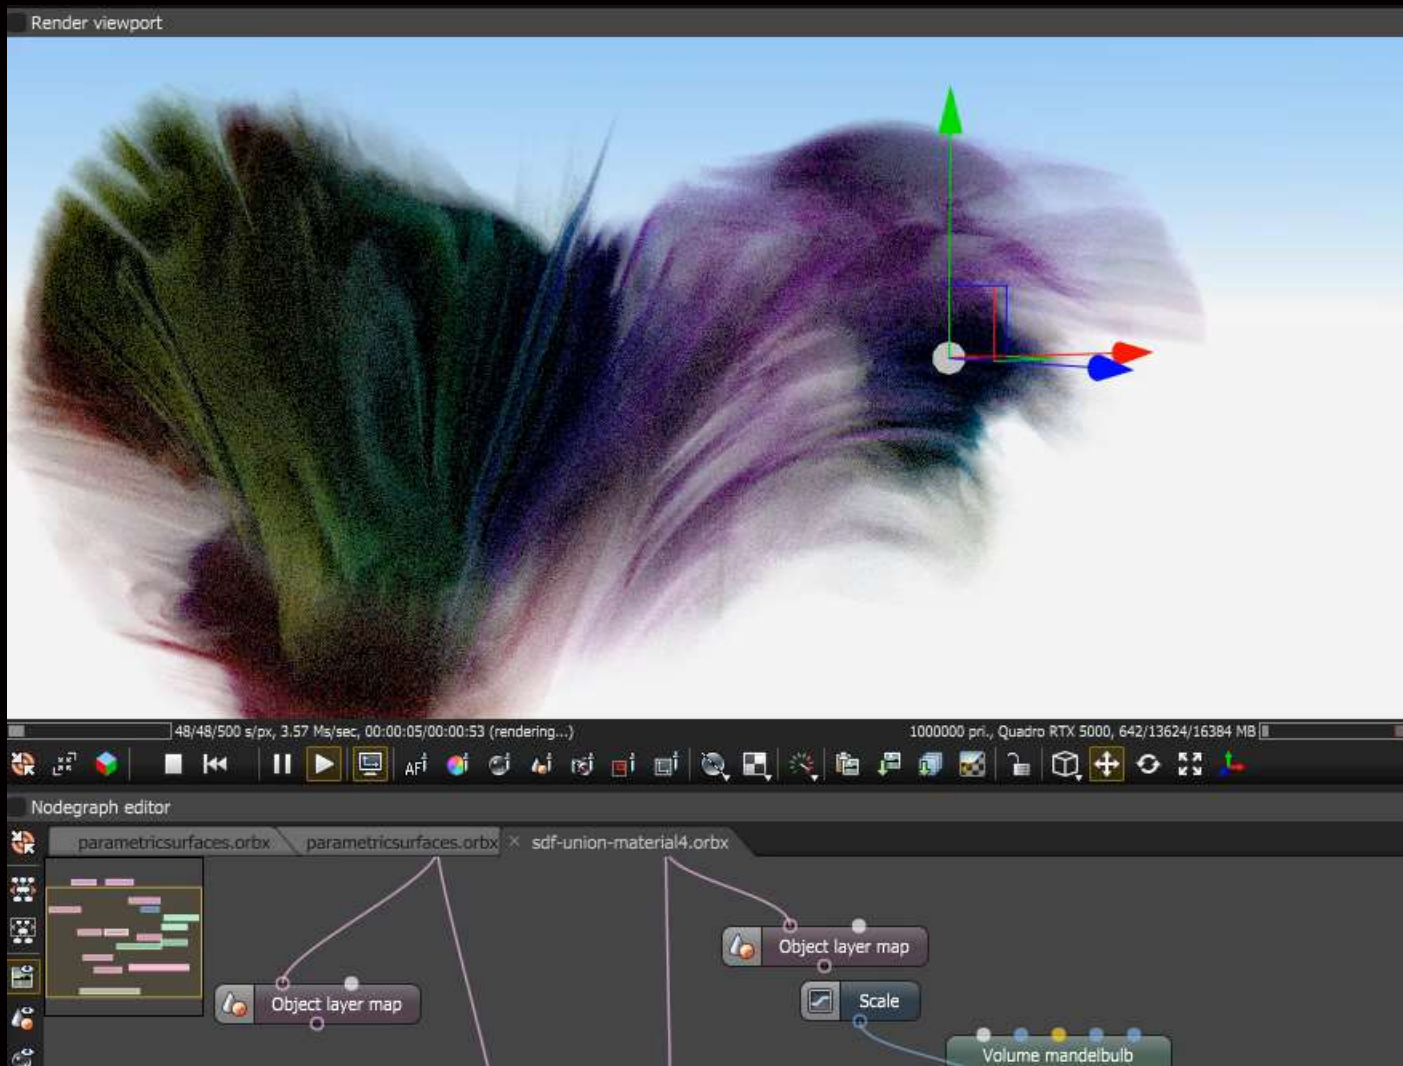 Render viewport
48/48/500 s/px, 3.57 Ms/sec, 00:00:05/00:00:53 (rendering...)
1000000 pri., Quadro RTX 5000, 642/13624/16384 MB
AFi
Nodegraph editor
parametricsurfaces.orbx
parametricsurfaces.orbx
sdf-union-material4.orbx
Object layer map
Object layer map
Scale
Volume mandelbulb